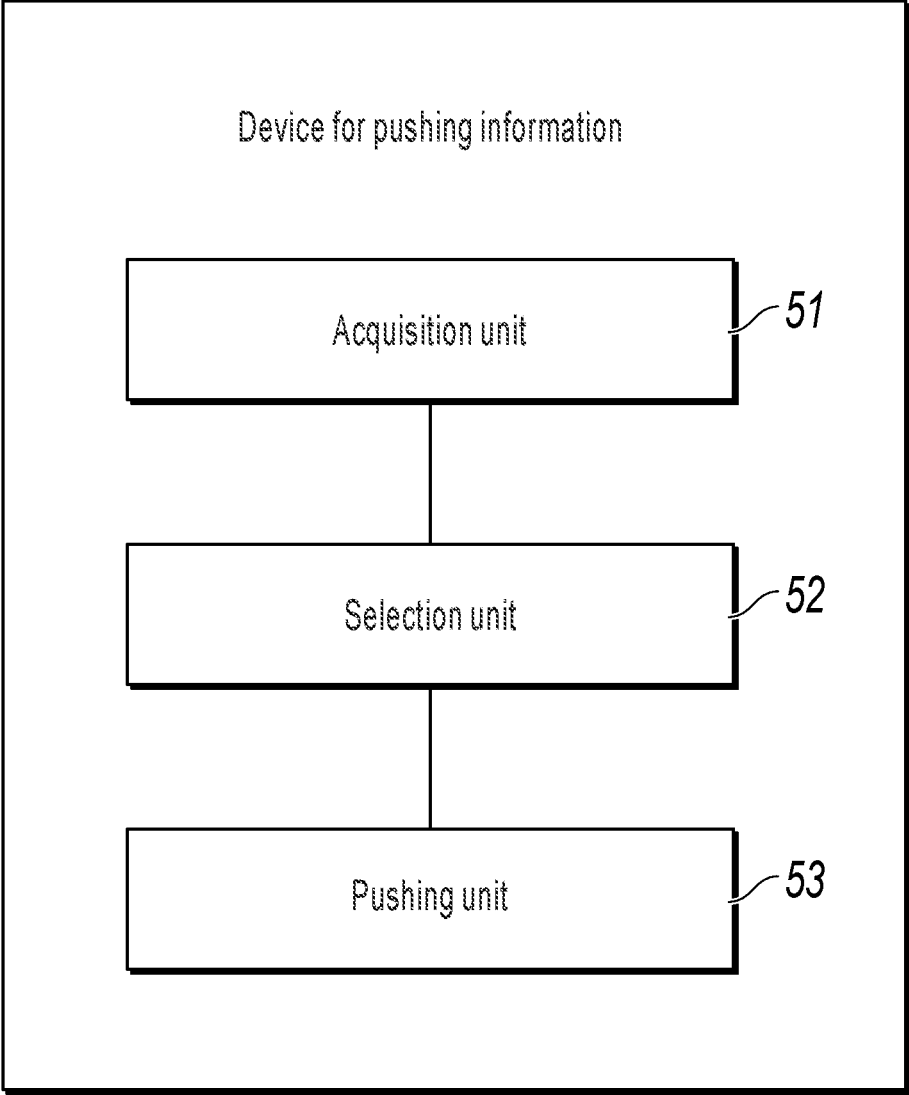 Device for pushing information
Acquisition unit
51
Selection unit
52
Pushing unit
53